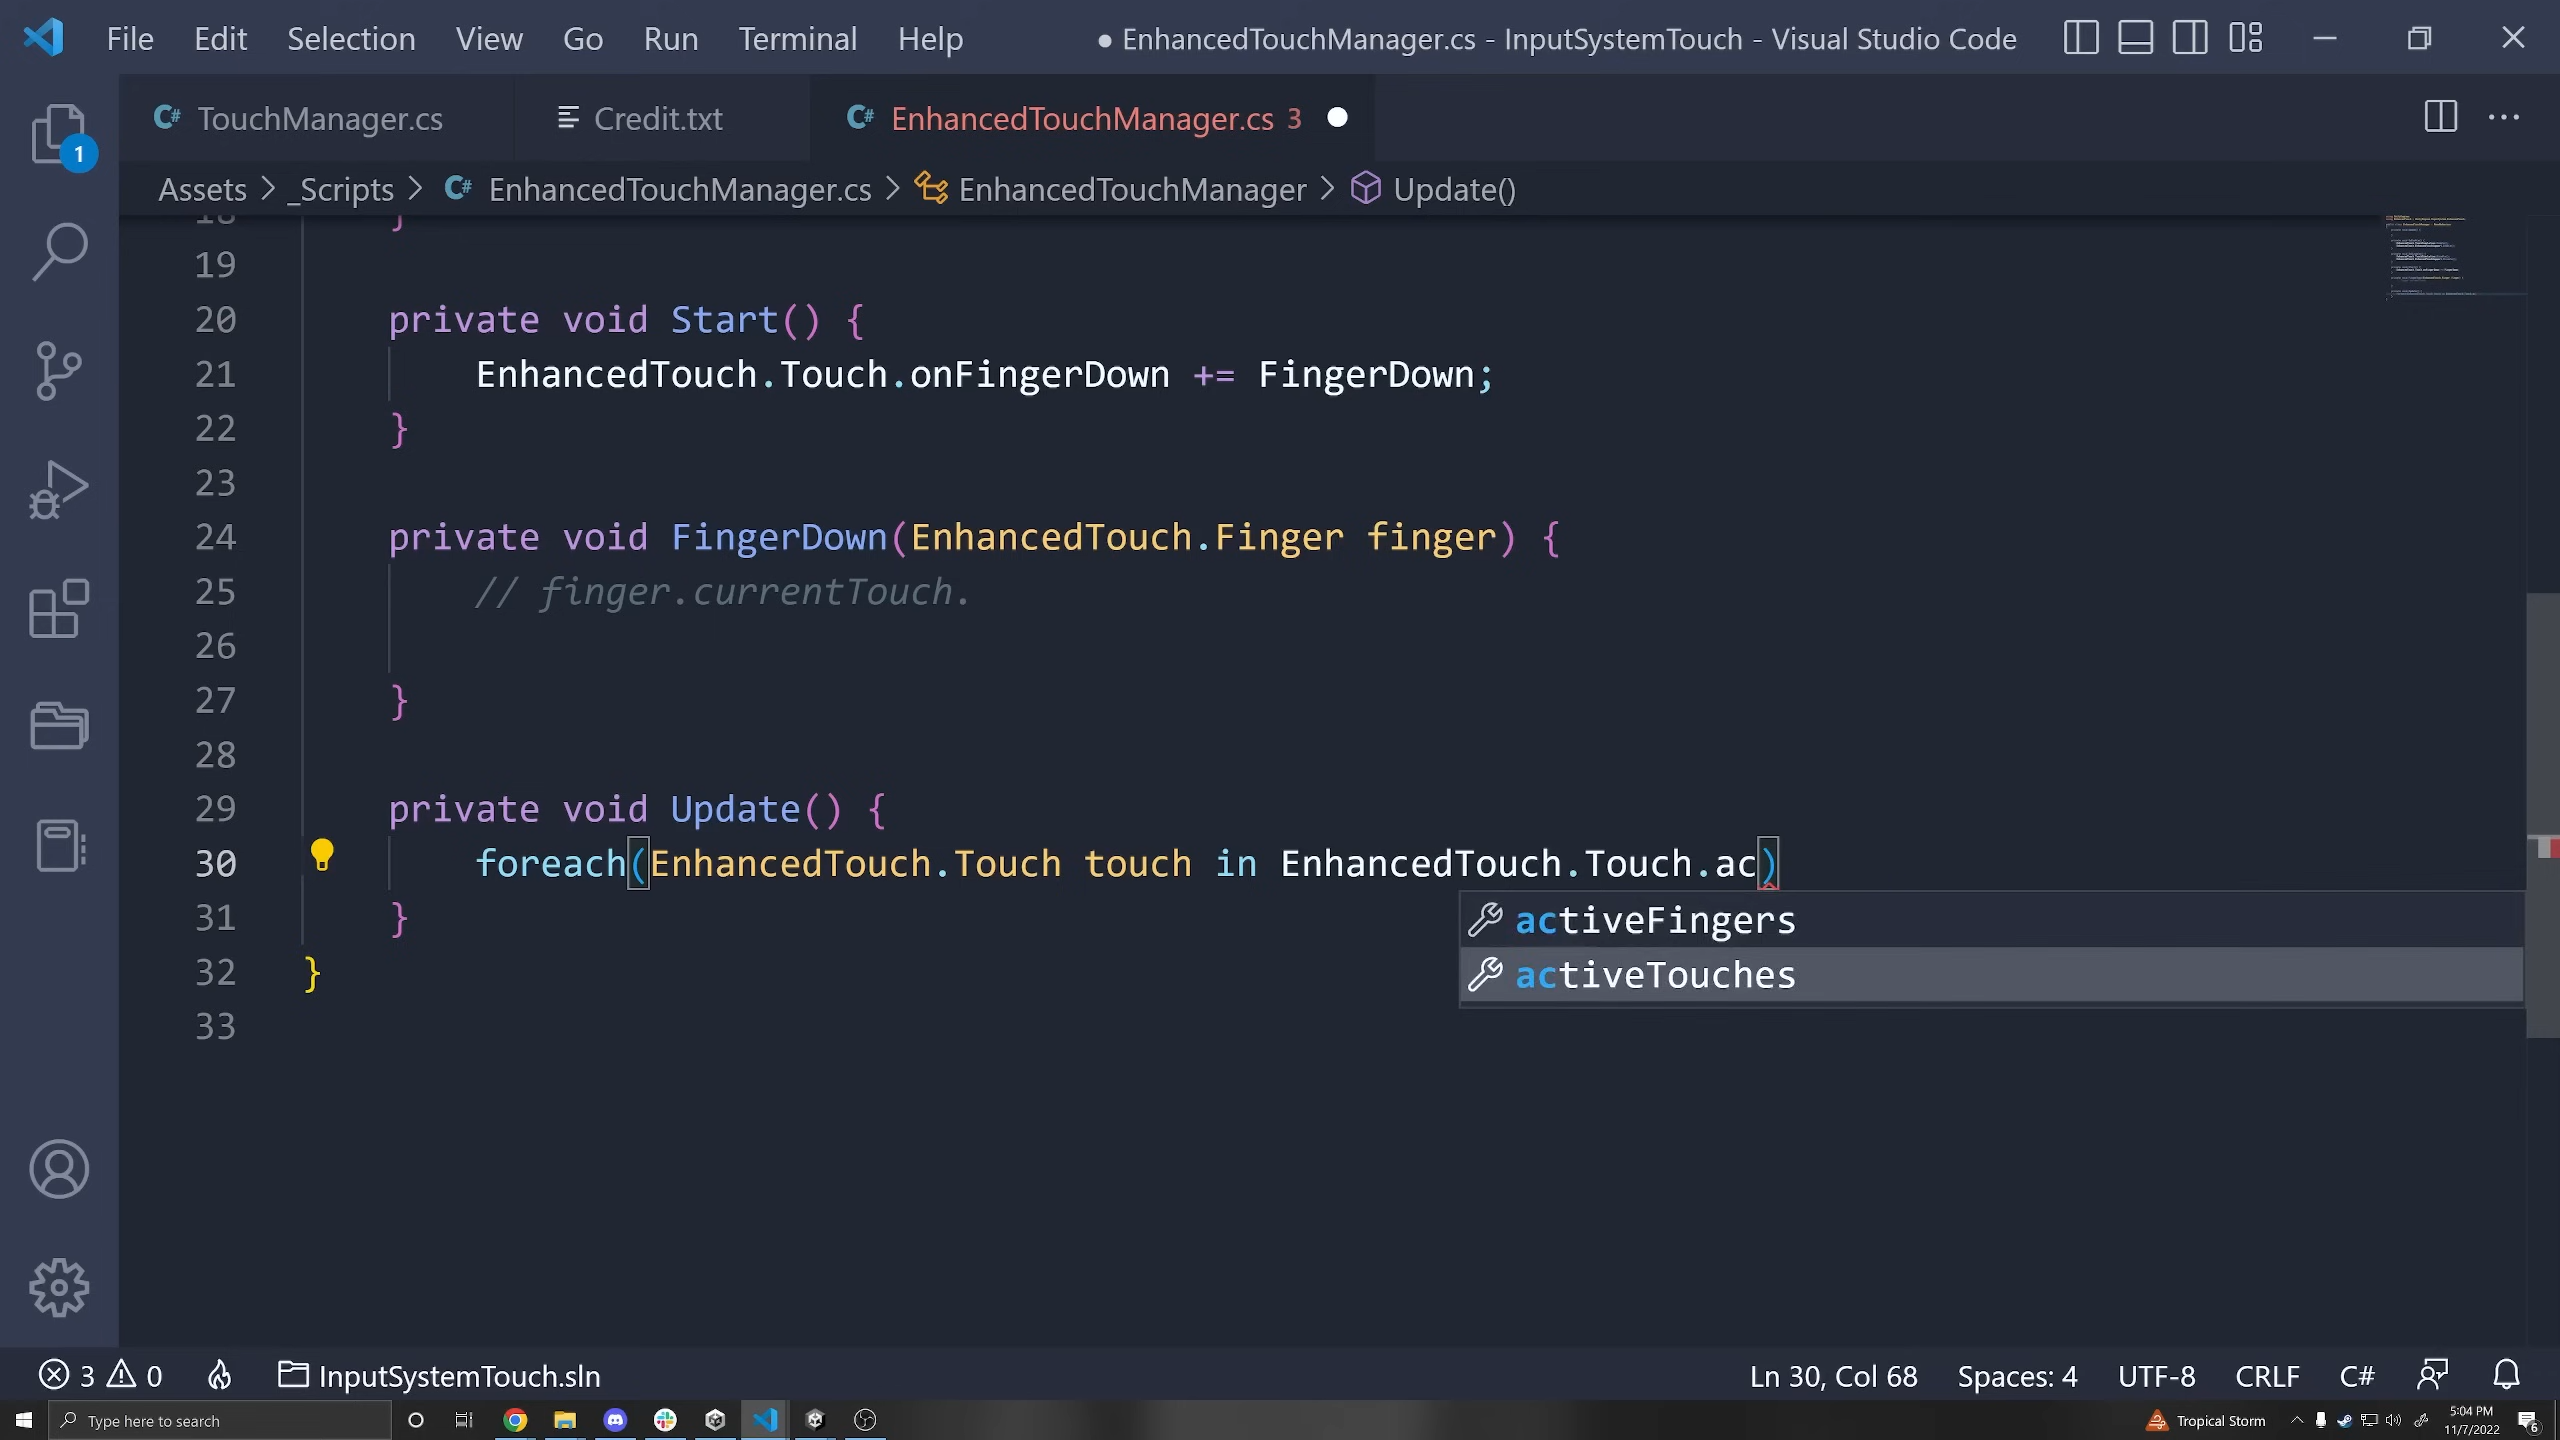 File Edit Selection View Go Run Terminal Help ● EnhancedTouchManager.cs - InputSystemTouch - Visual Studio Code
C# TouchManager.cs Credit.txt C# EnhancedTouchManager.cs 3
1
Assets > _Scripts > C# EnhancedTouchManager.cs > EnhancedTouchManager > Update()
18 }
19
20 private void Start() {
21 EnhancedTouch.Touch.onFingerDown += FingerDown;
22 }
23
24 private void FingerDown(EnhancedTouch.Finger finger) {
25 // finger.currentTouch.
26
27 }
28
29 private void Update() {
30 foreach(EnhancedTouch.Touch touch in EnhancedTouch.Touch.ac)
activeFingers
31 }
activeTouches
32 }
33
3 0 InputSystemTouch.sln Ln 30, Col 68 Spaces: 4 UTF-8 CRLF C#
Type here to search Tropical Storm 5:04 PM
11/7/2022 6